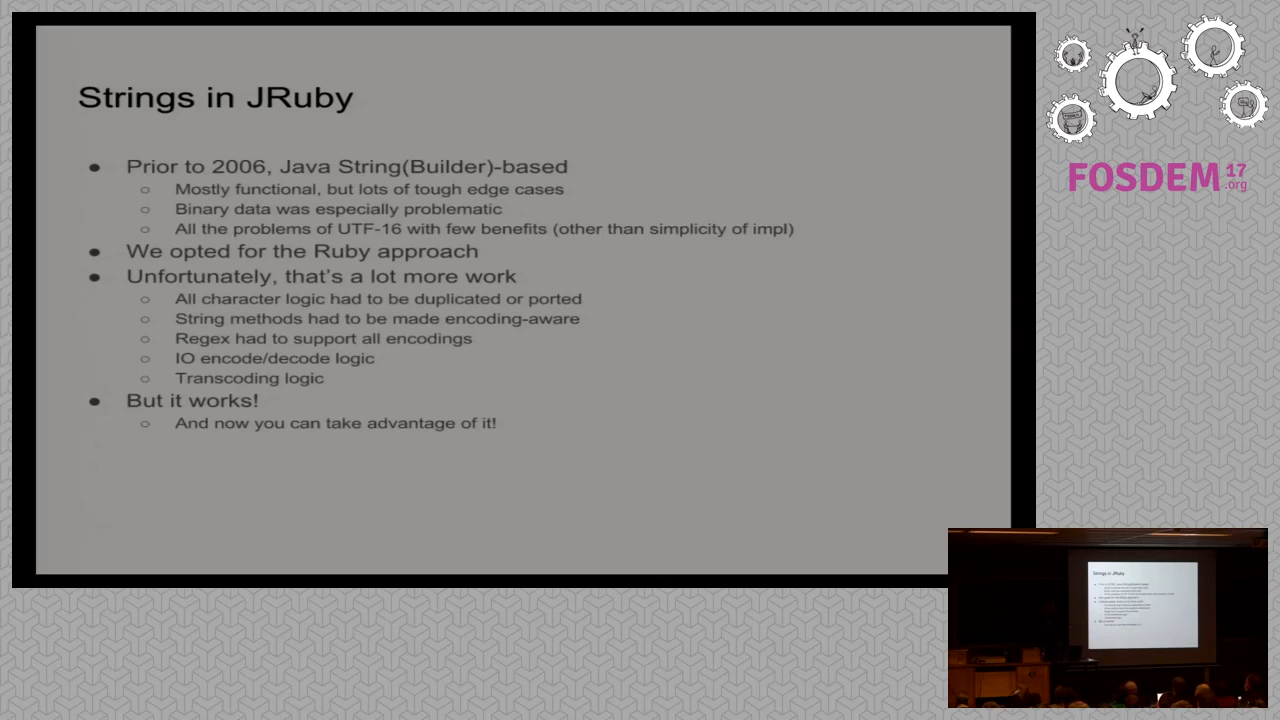 Strings in JRuby
● Prior to 2006, Java String(Builder)-based
○ Mostly functional, but lots of tough edge cases
○ Binary data was especially problematic
○ All the problems of UTF-16 with few benefits (other than simplicity of impl)
● We opted for the Ruby approach
● Unfortunately, that's a lot more work
○ All character logic had to be duplicated or ported
○ String methods had to be made encoding-aware
○ Regex had to support all encodings
○ IO encode/decode logic
○ Transcoding logic
● But it works!
○ And now you can take advantage of it!
FOSDEM 17
.org
Strings in JRuby